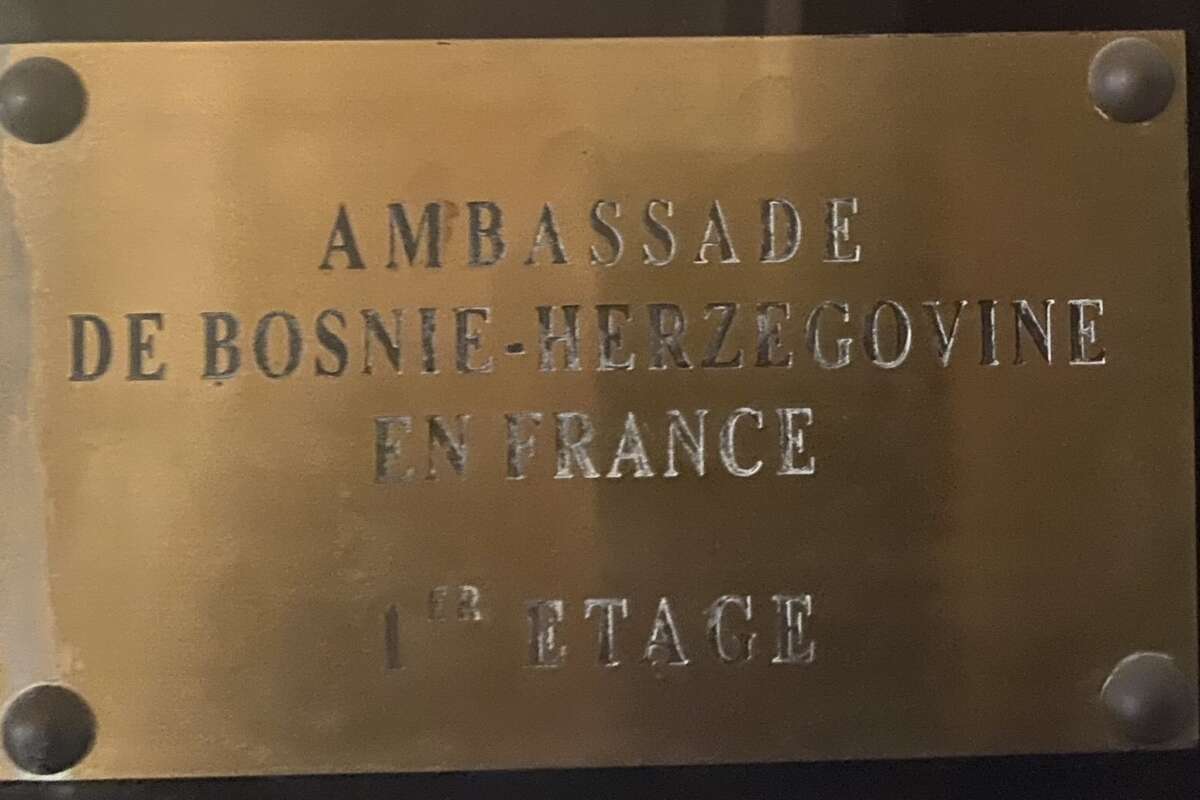 AMBASSADE
DE BOSNIE-HERZEGOVINE
EN FRANCE
1ER ETAGE